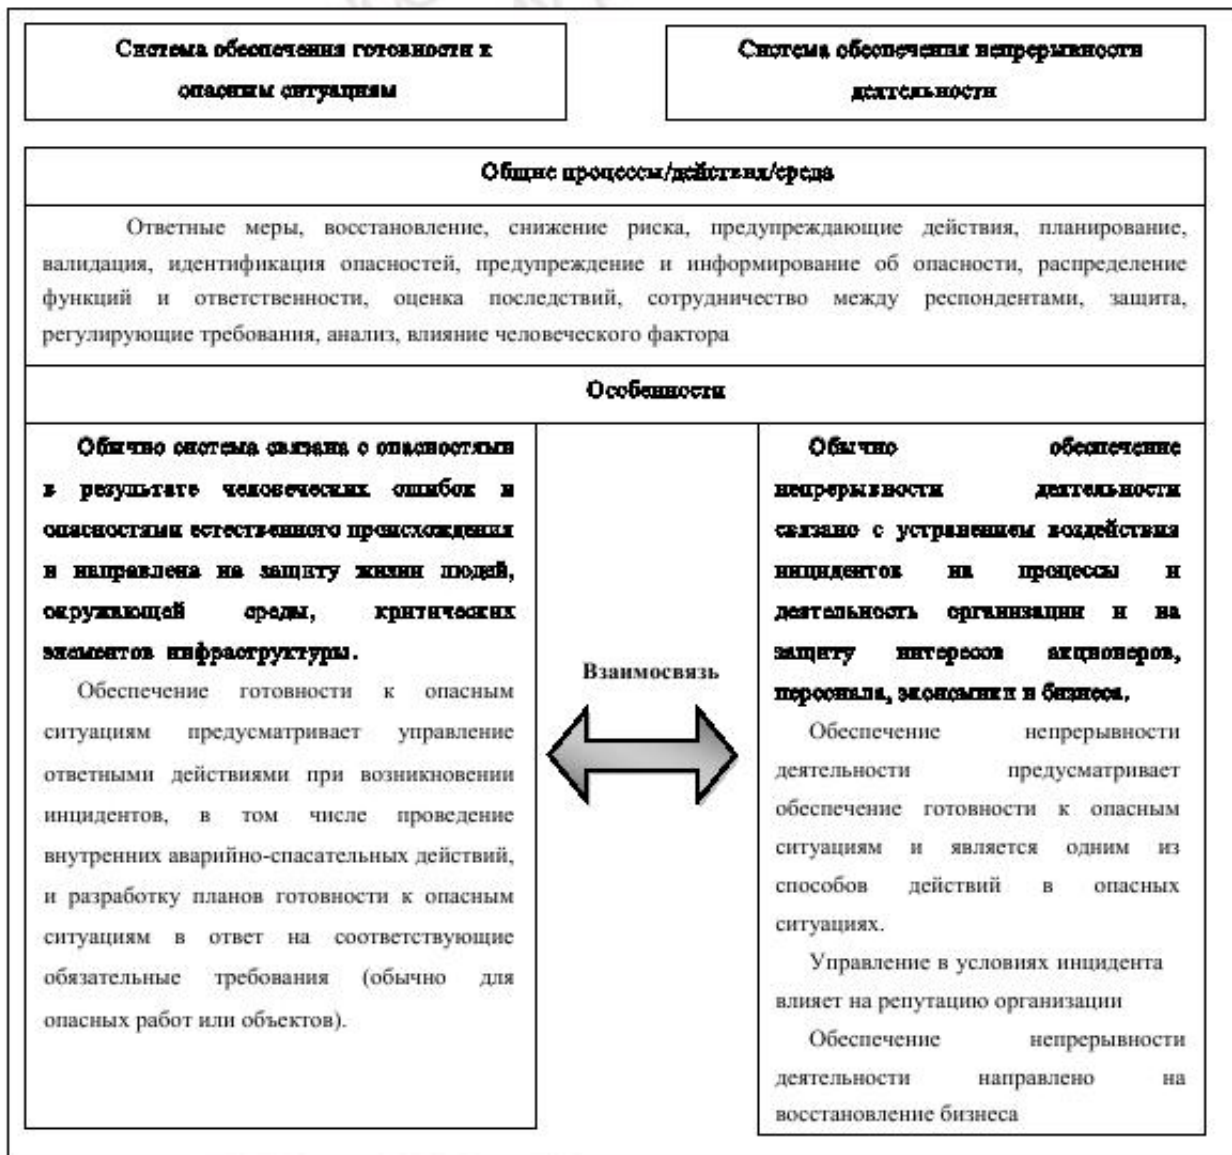 Система обеспечения готовности к
опасным ситуациям
Система обеспечения непрерывности
деятельности
Общие процессы/действия/среда
Ответные меры, восстановление, снижение риска, предупреждающие действия, планирование,
валидация, идентификация опасностей, предупреждение и информирование об опасности, распределение
функций и ответственности, оценка последствий, сотрудничество между респондентами, защита,
регулирующие требования, анализ, влияние человеческого фактора
Особенности
Обычно система связана с опасностями
в результате человеческих ошибок и
опасностями естественного происхождения
и направлена на защиту жизни людей,
окружающей среды, критических
элементов инфраструктуры.
Обеспечение готовности к опасным
ситуациям предусматривает управление
ответными действиями при возникновении
инцидентов, в том числе проведение
внутренних аварийно-спасательных действий,
и разработку планов готовности к опасным
ситуациям в ответ на соответствующие
обязательные требования (обычно для
опасных работ или объектов).
Взаимосвязь
Обычно обеспечение
непрерывности деятельности
связано с устранением воздействия
инцидентов на процессы и
деятельность организации и на
защиту интересов акционеров,
персонала, экономики и бизнеса.
Обеспечение непрерывности
деятельности предусматривает
обеспечение готовности к опасным
ситуациям и является одним из
способов действий в опасных
ситуациях.
Управление в условиях инцидента
влияет на репутацию организации
Обеспечение непрерывности
деятельности направлено на
восстановление бизнеса